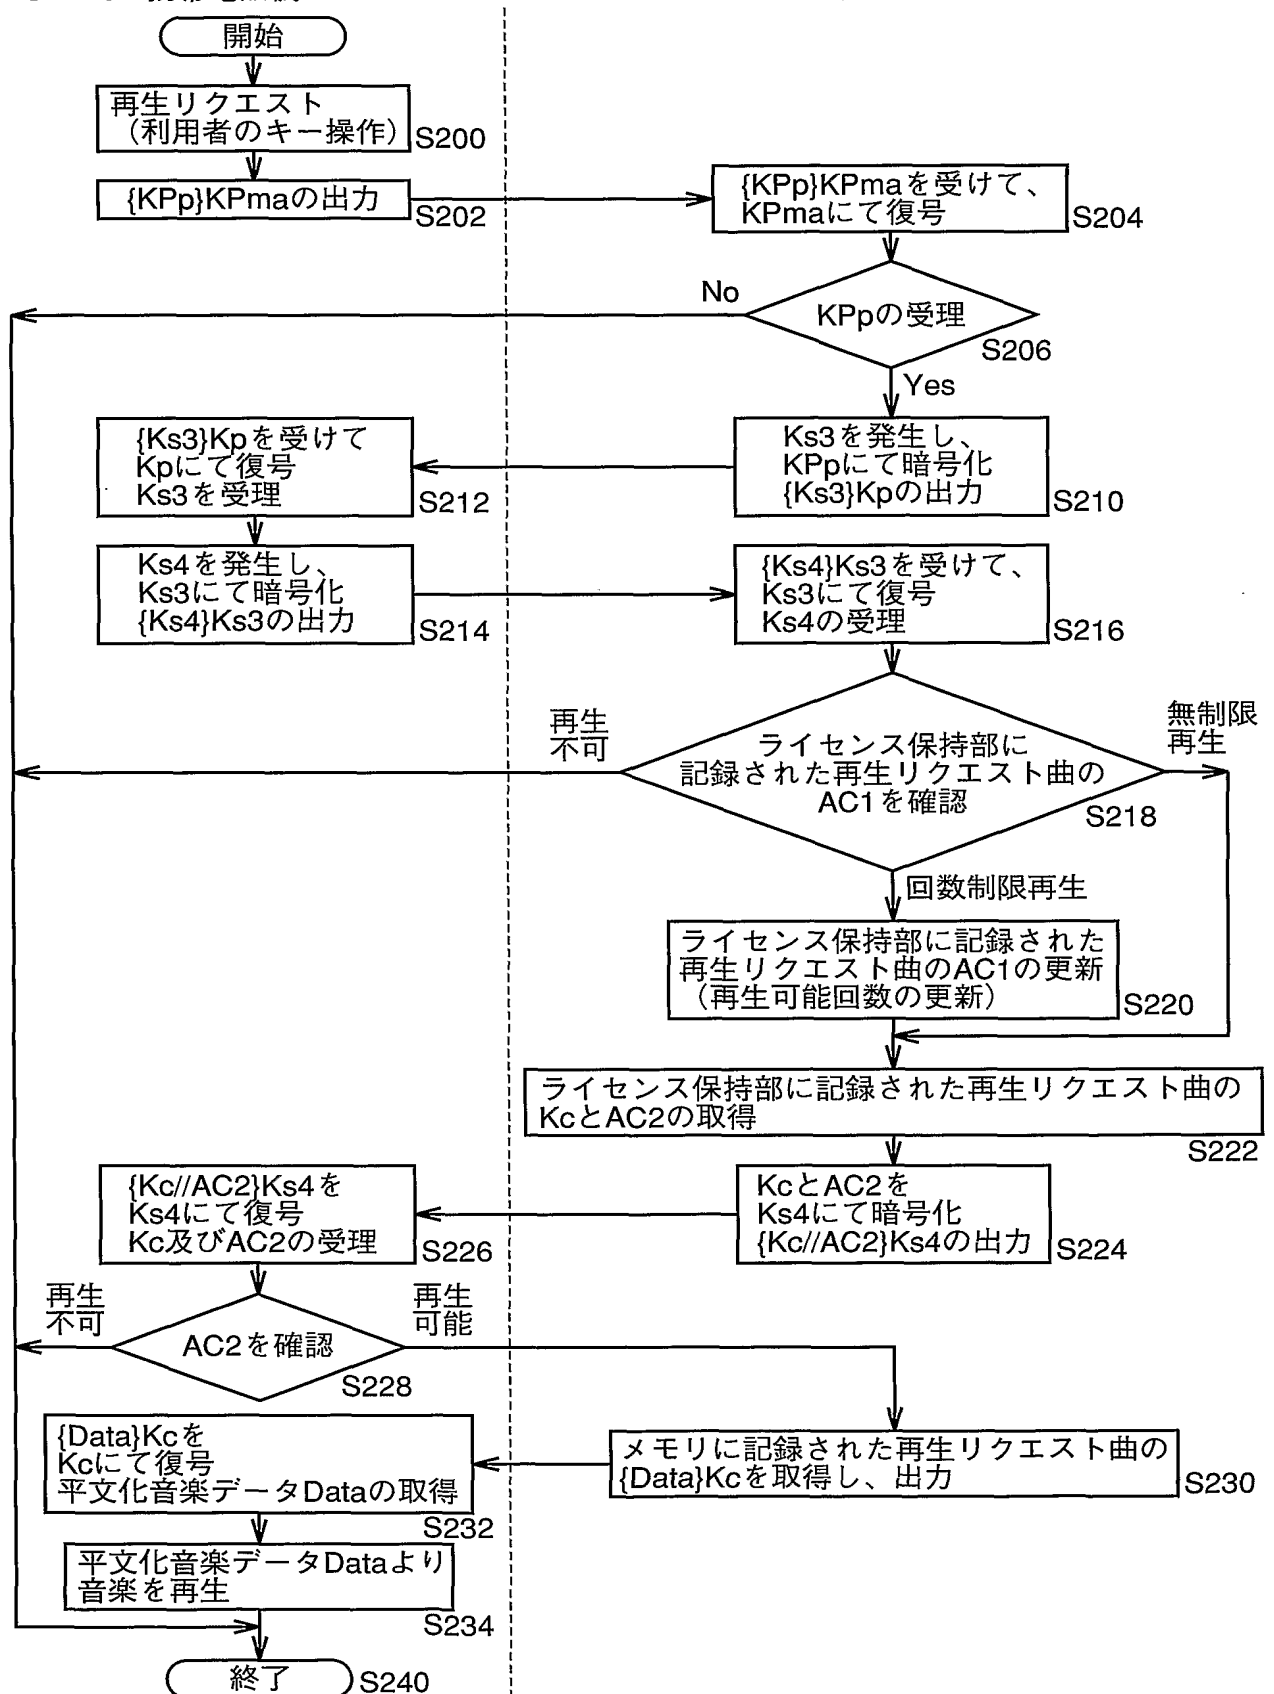 開始
再生リクエスト
（利用者のキー操作）
S200
{KPp}KPmaの出力
S202
{KPp}KPmaを受けて、
KPmaにて復号
S204
No
KPpの受理
S206
Yes
Ks3を発生し、
KPpにて暗号化
{Ks3}Kpの出力
S210
{Ks3}Kpを受けて
Kpにて復号
Ks3を受理
S212
Ks4を発生し、
Ks3にて暗号化
{Ks4}Ks3の出力
S214
{Ks4}Ks3を受けて、
Ks3にて復号
Ks4の受理
S216
再生
不可
ライセンス保持部に
記録された再生リクエスト曲の
AC1を確認
S218
無制限
再生
回数制限再生
ライセンス保持部に記録された
再生リクエスト曲のAC1の更新
（再生可能回数の更新）
S220
ライセンス保持部に記録された再生リクエスト曲の
KcとAC2の取得
S222
KcとAC2を
Ks4にて暗号化
{Kc//AC2}Ks4の出力
S224
{Kc//AC2}Ks4を
Ks4にて復号
Kc及びAC2の受理
S226
再生
不可
再生
可能
AC2を確認
S228
メモリに記録された再生リクエスト曲の
{Data}Kcを取得し、出力
S230
{Data}Kcを
Kcにて復号
平文化音楽データDataの取得
S232
平文化音楽データDataより
音楽を再生
S234
終了
S240